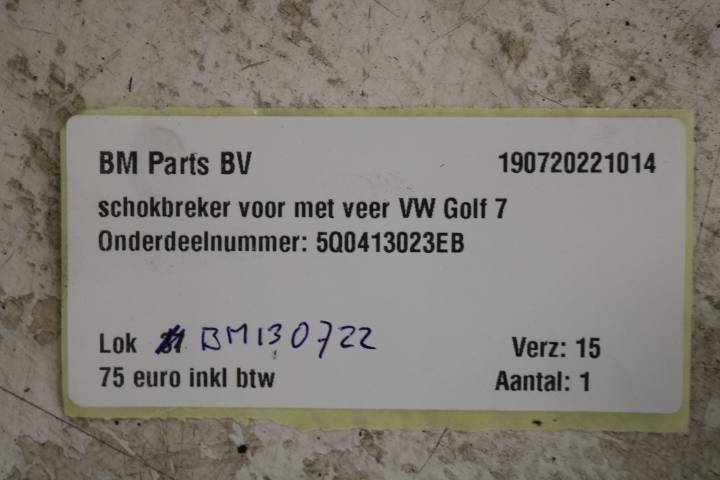 BM Parts BV 190720221014
schokbreker voor met veer VW Golf 7
Onderdeelnummer: 5Q0413023EB
Lok BM130722 Verz: 15
75 euro inkl btw Aantal: 1